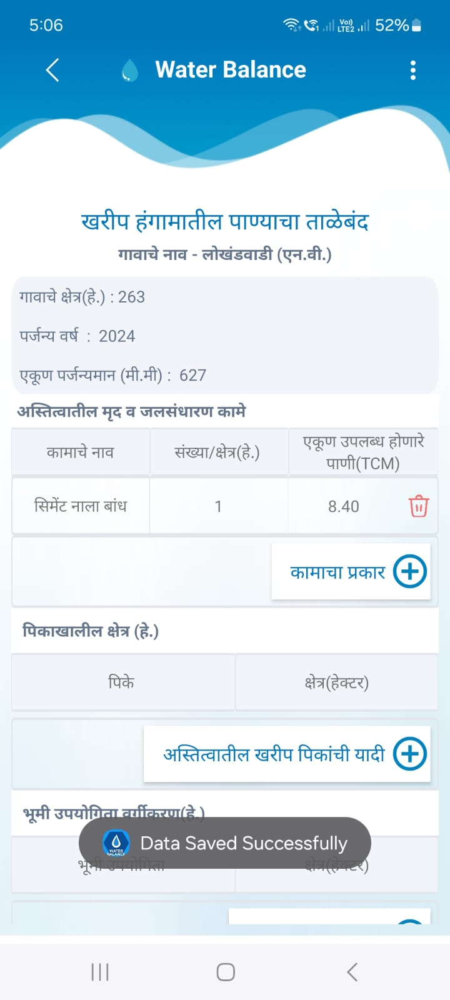 5:06
Vo)) LTE2 52%
Water Balance
खरीप हंगामातील पाण्याचा ताळेबंद
गावाचे नाव - लोखंडवाडी (एन.वी.)
गावाचे क्षेत्र(हे.) : 263
पर्जन्य वर्ष : 2024
एकूण पर्जन्यमान (मी.मी) : 627
अस्तित्वातील मृद व जलसंधारण कामे
कामाचे नाव संख्या/क्षेत्र(हे.) एकूण उपलब्ध होणारे
पाणी(TCM)
सिमेंट नाला बांध 1 8.40
कामाचा प्रकार
पिकाखालील क्षेत्र (हे.)
पिके क्षेत्र(हेक्टर)
अस्तित्वातील खरीप पिकांची यादी
भूमी उपयोगिता वर्गीकरण(हे.)
WATER BALANCE Data Saved Successfully
भूमी उपयोगिता क्षेत्र(हेक्टर)